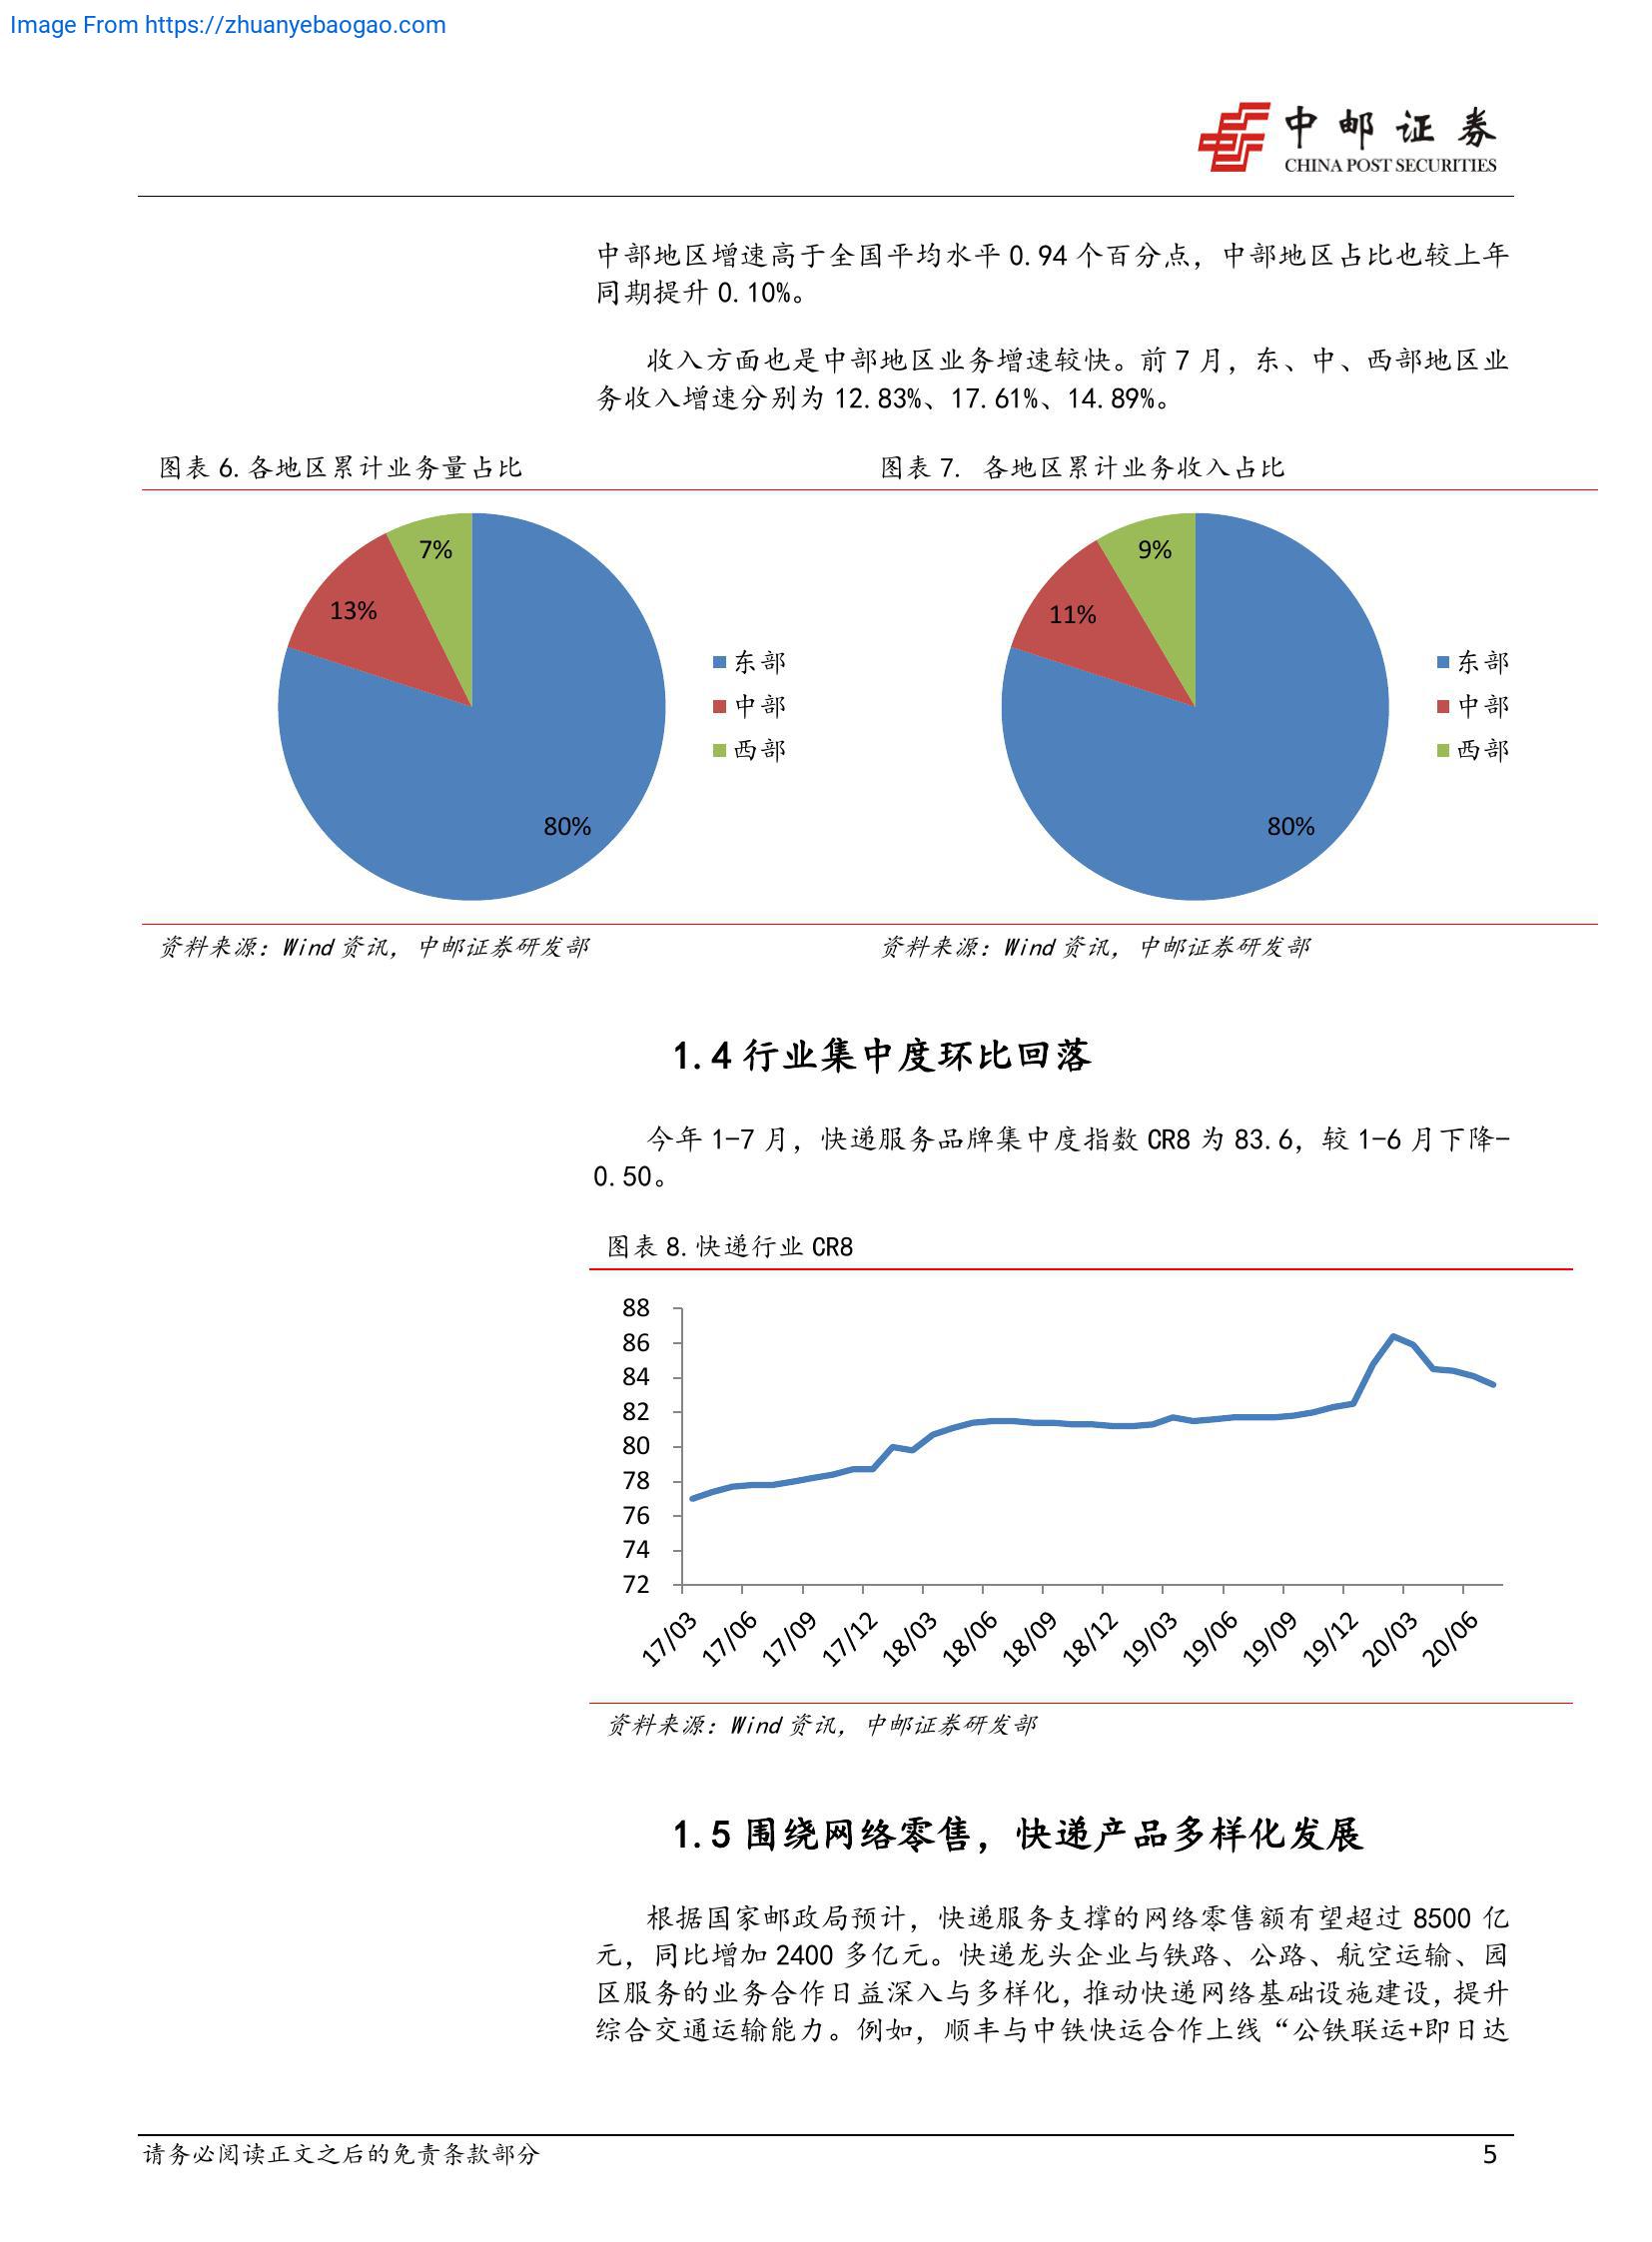 Image From https://zhuanyebaogao.com
中邮证券
CHINA POST SECURITIES
中部地区增速高于全国平均水平 0.94 个百分点，中部地区占比也较上年
同期提升 0.10%。
收入方面也是中部地区业务增速较快。前 7 月，东、中、西部地区业
务收入增速分别为 12.83%、17.61%、14.89%。
图表 6.各地区累计业务量占比
图表 7. 各地区累计业务收入占比
7%
13%
80%
东部
中部
西部
9%
11%
80%
东部
中部
西部
资料来源：Wind 资讯，中邮证券研发部
资料来源：Wind 资讯，中邮证券研发部
1.4 行业集中度环比回落
今年 1-7 月，快递服务品牌集中度指数 CR8 为 83.6，较 1-6 月下降-
0.50。
图表 8.快递行业 CR8
88
86
84
82
80
78
76
74
72
17/03
17/06
17/09
17/12
18/03
18/06
18/09
18/12
19/03
19/06
19/09
19/12
20/03
20/06
资料来源：Wind 资讯，中邮证券研发部
1.5 围绕网络零售，快递产品多样化发展
根据国家邮政局预计，快递服务支撑的网络零售额有望超过 8500 亿
元，同比增加 2400 多亿元。快递龙头企业与铁路、公路、航空运输、园
区服务的业务合作日益深入与多样化，推动快递网络基础设施建设，提升
综合交通运输能力。例如，顺丰与中铁快运合作上线“公铁联运+即日达
请务必阅读正文之后的免责条款部分
5